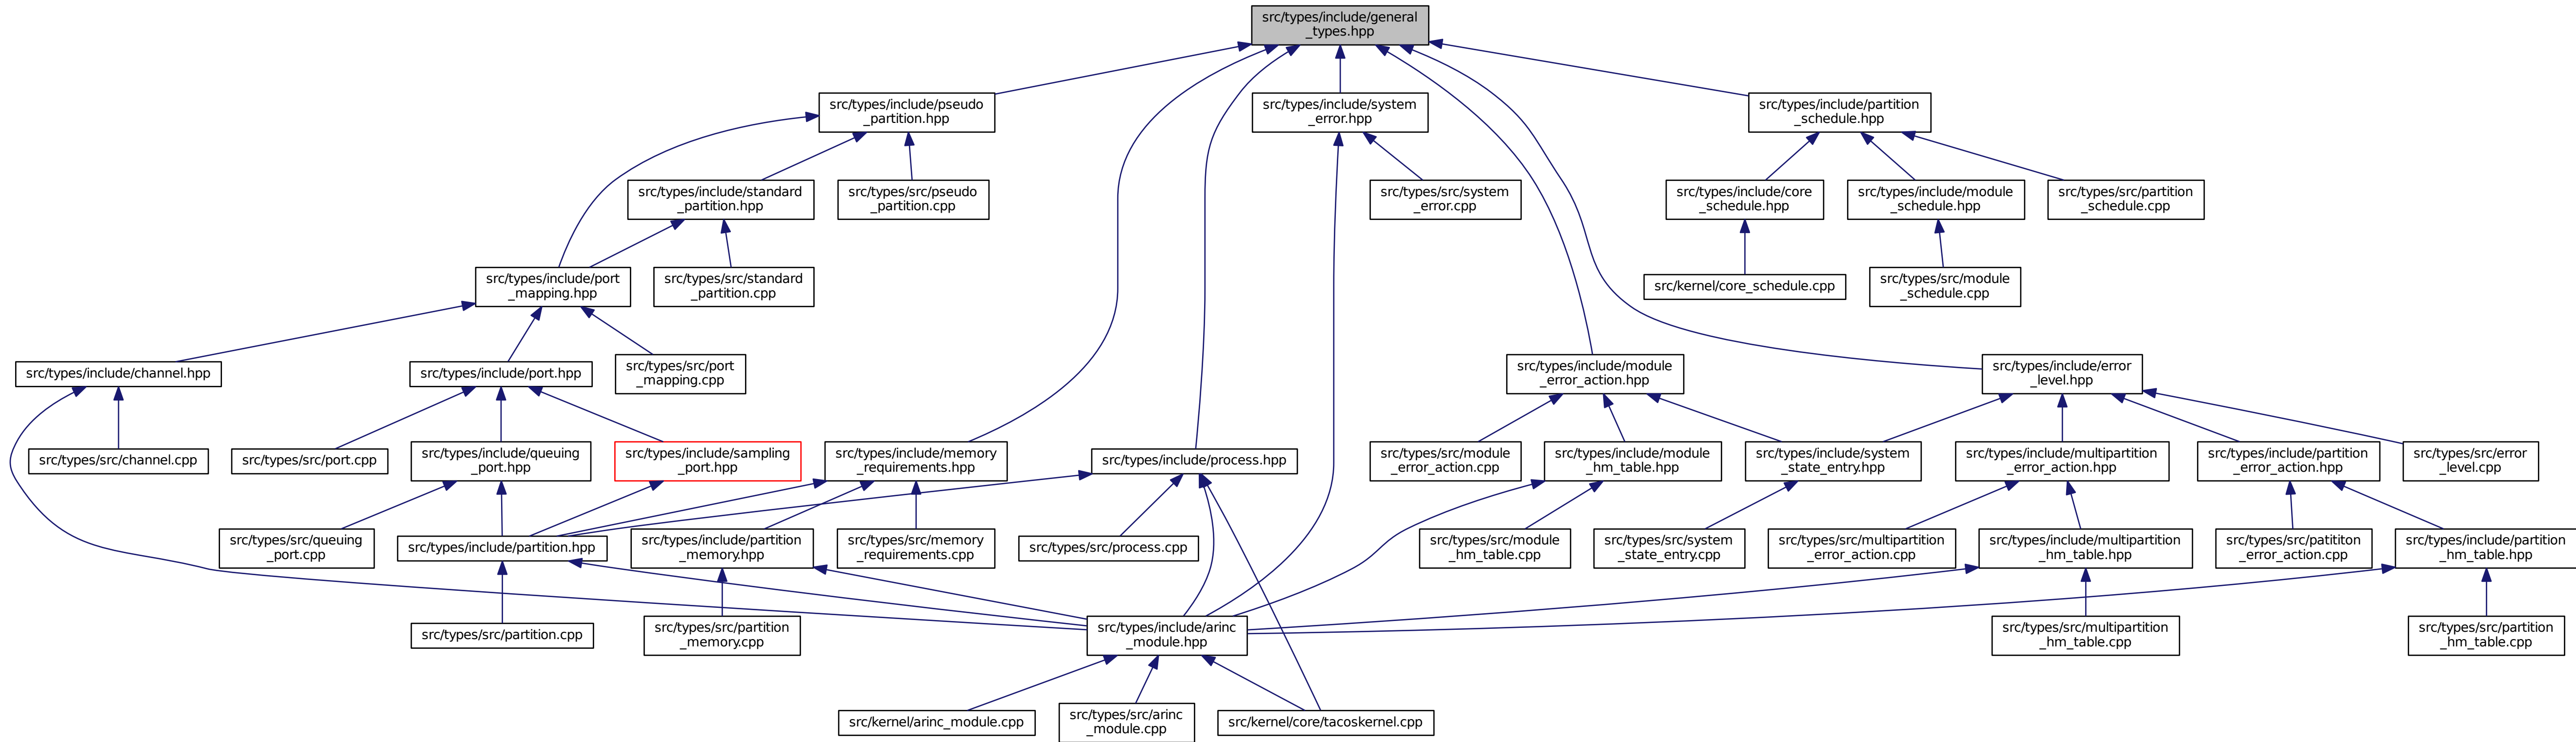 src/types/include/general
_types.hpp
src/types/include/pseudo
_partition.hpp
src/types/include/system
_error.hpp
src/types/include/partition
_schedule.hpp
src/types/include/standard
_partition.hpp
src/types/src/pseudo
_partition.cpp
src/types/src/system
_error.cpp
src/types/include/core
_schedule.hpp
src/types/include/module
_schedule.hpp
src/types/src/partition
_schedule.cpp
src/types/include/port
_mapping.hpp
src/types/src/standard
_partition.cpp
src/kernel/core_schedule.cpp
src/types/src/module
_schedule.cpp
src/types/include/channel.hpp
src/types/include/port.hpp
src/types/src/port
_mapping.cpp
src/types/include/module
_error_action.hpp
src/types/include/error
_level.hpp
src/types/src/channel.cpp
src/types/src/port.cpp
src/types/include/queuing
_port.hpp
src/types/include/sampling
_port.hpp
src/types/include/memory
_requirements.hpp
src/types/include/process.hpp
src/types/src/module
_error_action.cpp
src/types/include/module
_hm_table.hpp
src/types/include/system
_state_entry.hpp
src/types/include/multipartition
_error_action.hpp
src/types/include/partition
_error_action.hpp
src/types/src/error
_level.cpp
src/types/src/queuing
_port.cpp
src/types/include/partition.hpp
src/types/include/partition
_memory.hpp
src/types/src/memory
_requirements.cpp
src/types/src/process.cpp
src/types/src/module
_hm_table.cpp
src/types/src/system
_state_entry.cpp
src/types/src/multipartition
_error_action.cpp
src/types/include/multipartition
_hm_table.hpp
src/types/src/patititon
_error_action.cpp
src/types/include/partition
_hm_table.hpp
src/types/src/partition.cpp
src/types/src/partition
_memory.cpp
src/types/include/arinc
_module.hpp
src/types/src/multipartition
_hm_table.cpp
src/types/src/partition
_hm_table.cpp
src/kernel/arinc_module.cpp
src/types/src/arinc
_module.cpp
src/kernel/core/tacoskernel.cpp